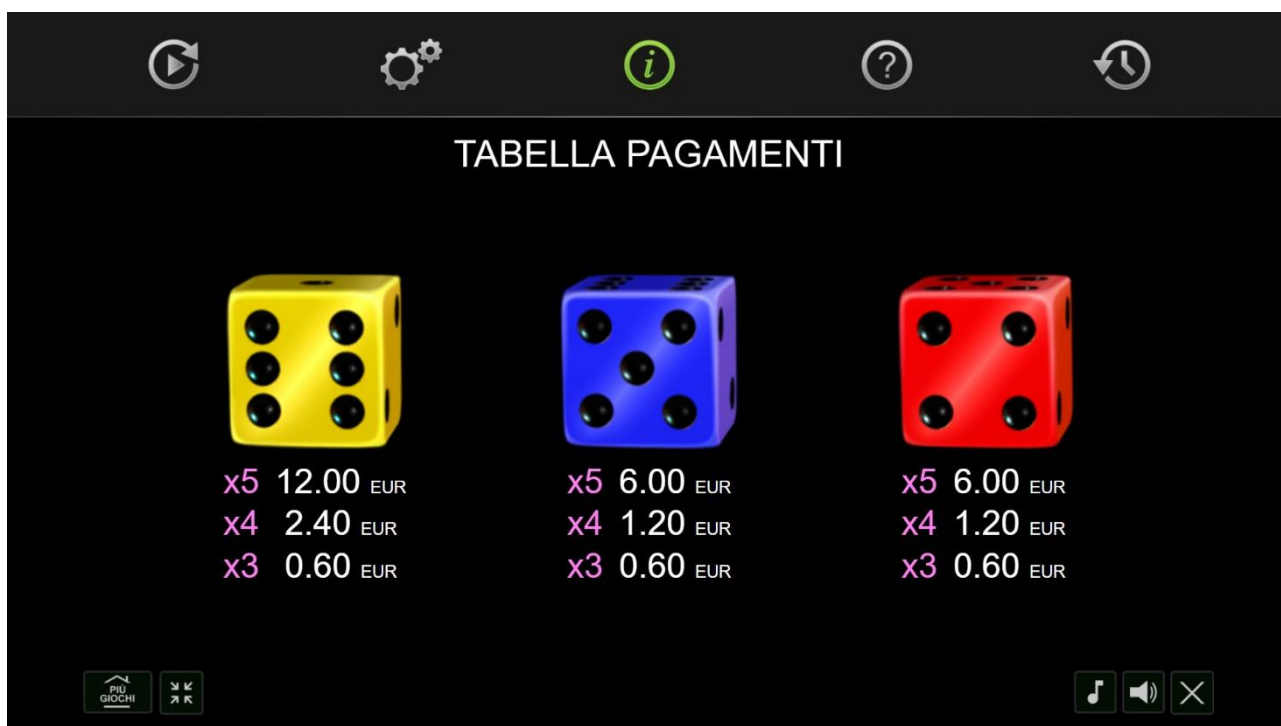 TABELLA PAGAMENTI
x5 12.00 EUR
x4 2.40 EUR
x3 0.60 EUR
x5 6.00 EUR
x4 1.20 EUR
x3 0.60 EUR
x5 6.00 EUR
x4 1.20 EUR
x3 0.60 EUR
PIÙ
GIOCHI